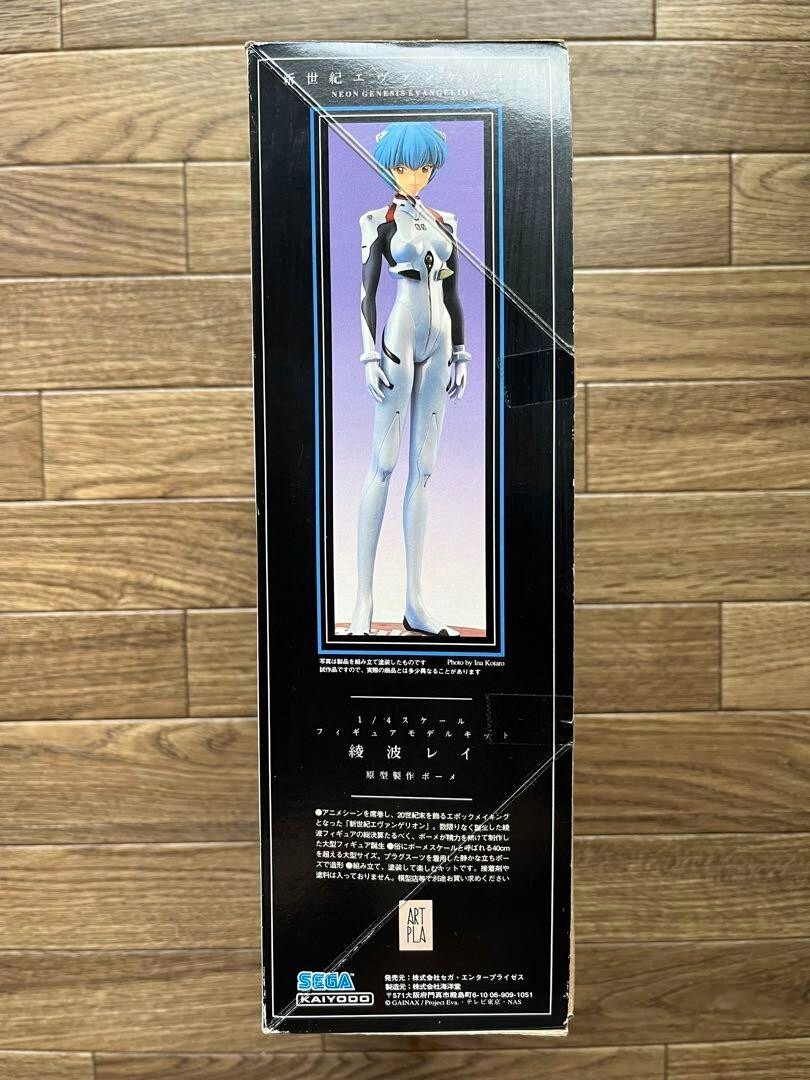 新世紀エヴァンゲリオン
NEON GENESIS EVANGELION
00
写真は製品を組み立て塗装したものです
試作品ですので、実際の商品とは多少異なることがあります
Photo by Ina Kotaro
1/4スケール
フィギュアモデルキット
綾波レイ
原型製作ボーメ
●アニメシーンを席巻し、20世紀末を飾るエポックメイキング
となった「新世紀エヴァンゲリオン」。数限りなく誕生した綾
波フィギュアの総決算たるべく、ボーメが精力を傾けて制作し
た大型フィギュア誕生 ●俗にボーメスケールと呼ばれる40cm
を超える大型サイズ。プラグスーツを着用した静かな立ちポー
ズで造形 ●組み立て、塗装して楽しむキットです。接着剤や
塗料は入っておりません。模型店等で別途お買い求めください
ART
PLA
SEGA
KAIYODO
発売元：株式会社セガ・エンタープライゼス
製造元：株式会社海洋堂
〒571大阪府門真市殿島町6-10 06-909-1051
© GAINAX / Project Eva.・テレビ東京・NAS